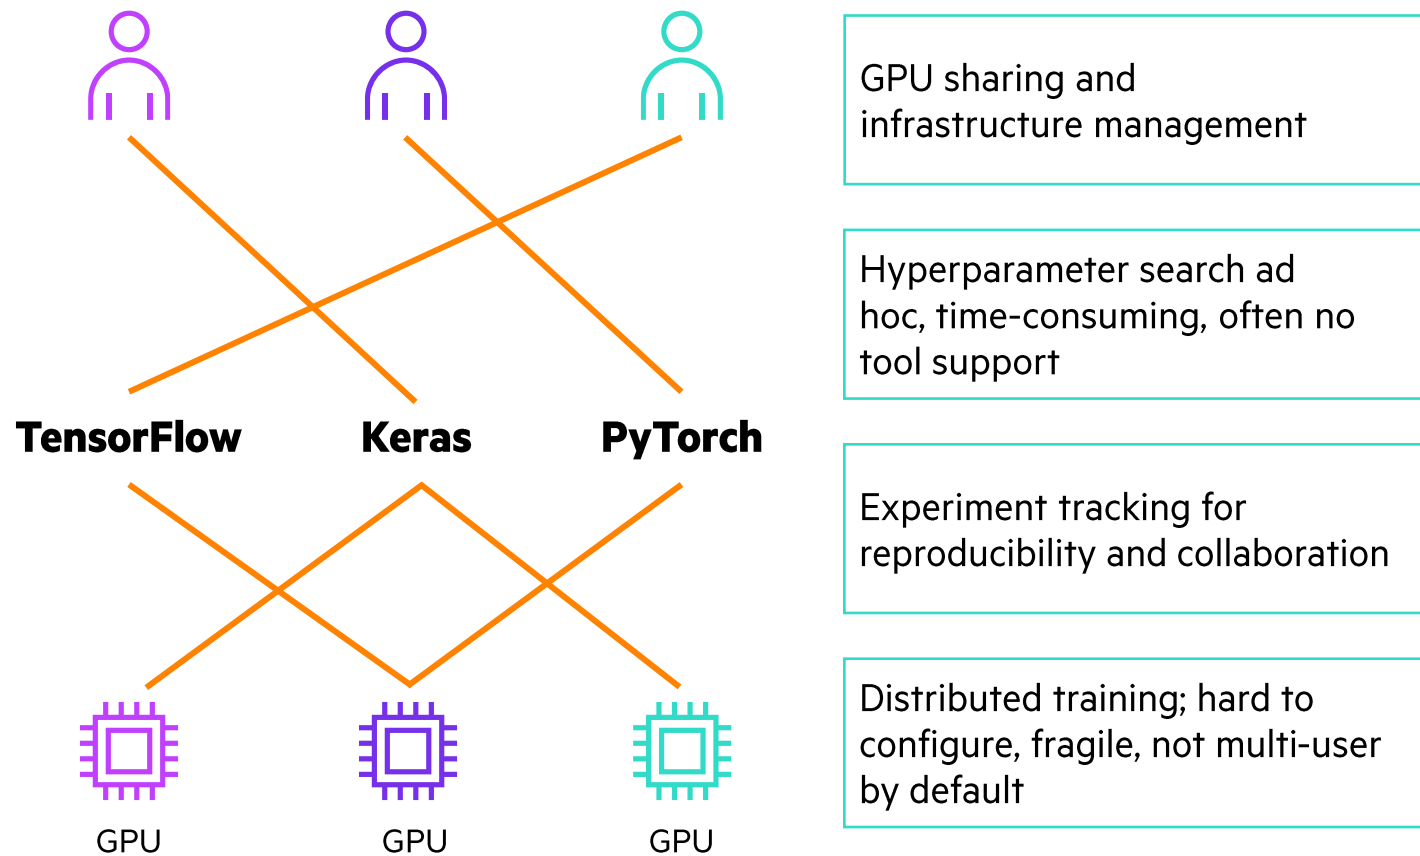 GPU sharing and
infrastructure management
Hyperparameter search ad
hoc, time-consuming, often no
tool support
TensorFlow
Keras
PyTorch
Experiment tracking for
reproducibility and collaboration
Distributed training; hard to
configure, fragile, not multi-user
by default
GPU
GPU
GPU